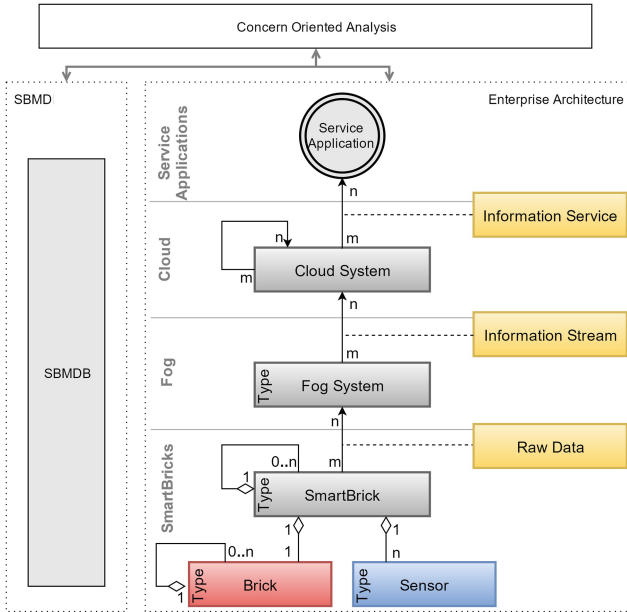 Concern Oriented Analysis
SBMD
Enterprise Architecture
Service
Applications
Service
Application
n
Information Service
Cloud
n
m
m
Cloud System
n
Information Stream
m
Fog
Type
Fog System
n
Raw Data
SmartBricks
0..n
m
1
Type
SmartBrick
1
1
0..n
1
n
1
Type
Brick
Type
Sensor
SBMDB